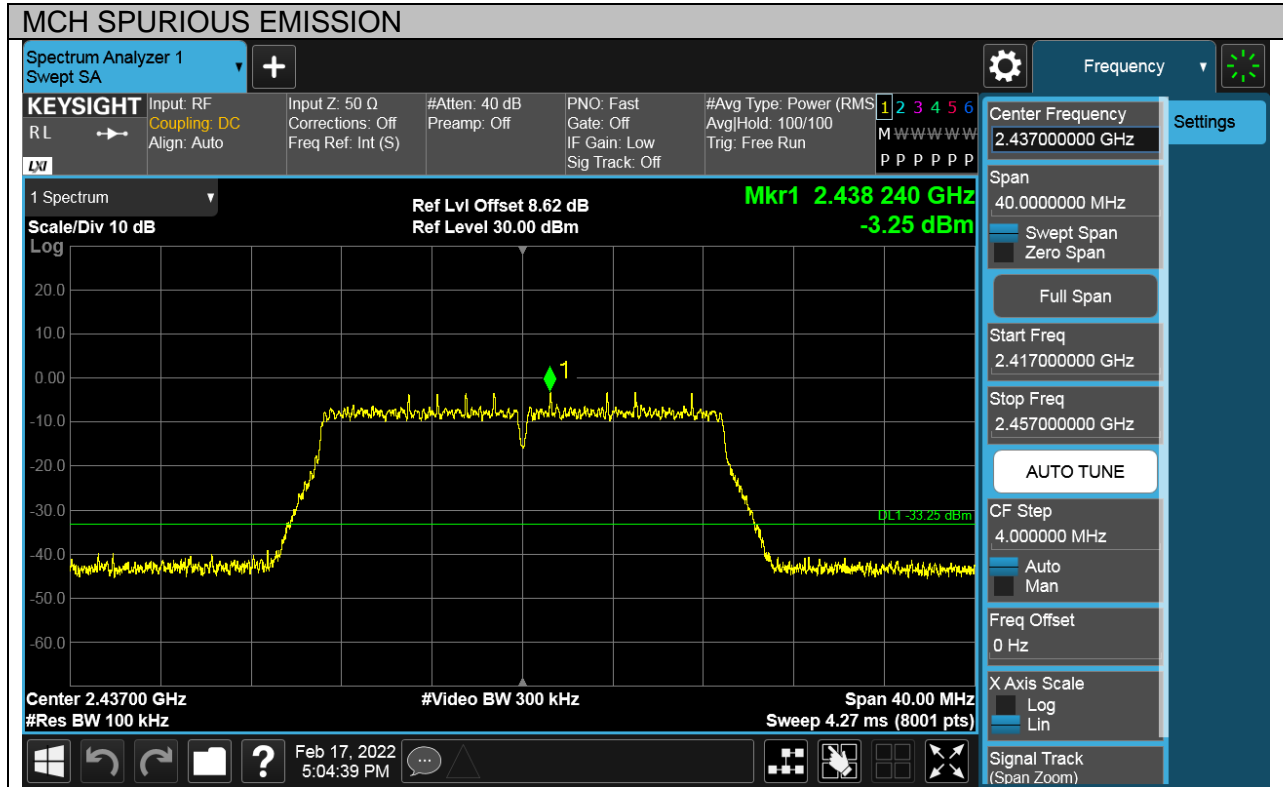 MCH SPURIOUS EMISSION
Spectrum Analyzer 1
Swept SA
Frequency
KEYSIGHT
R L
LXI
Input: RF
Coupling: DC
Align: Auto
Input Z: 50 Ω
Corrections: Off
Freq Ref: Int (S)
#Atten: 40 dB
Preamp: Off
PNO: Fast
Gate: Off
IF Gain: Low
Sig Track: Off
#Avg Type: Power (RMS
Avg|Hold: 100/100
Trig: Free Run
1 2 3 4 5 6
M W W W W W
P P P P P P
1 Spectrum
Scale/Div 10 dB
Ref Lvl Offset 8.62 dB
Ref Level 30.00 dBm
Mkr1 2.438 240 GHz
-3.25 dBm
Log
20.0
10.0
0.00
-10.0
-20.0
-30.0
-40.0
-50.0
-60.0
1
DL1 -33.25 dBm
Center 2.43700 GHz
#Res BW 100 kHz
#Video BW 300 kHz
Span 40.00 MHz
Sweep 4.27 ms (8001 pts)
Feb 17, 2022
5:04:39 PM
Center Frequency
2.437000000 GHz
Settings
Span
40.0000000 MHz
Swept Span
Zero Span
Full Span
Start Freq
2.417000000 GHz
Stop Freq
2.457000000 GHz
AUTO TUNE
CF Step
4.000000 MHz
Auto
Man
Freq Offset
0 Hz
X Axis Scale
Log
Lin
Signal Track
(Span Zoom)